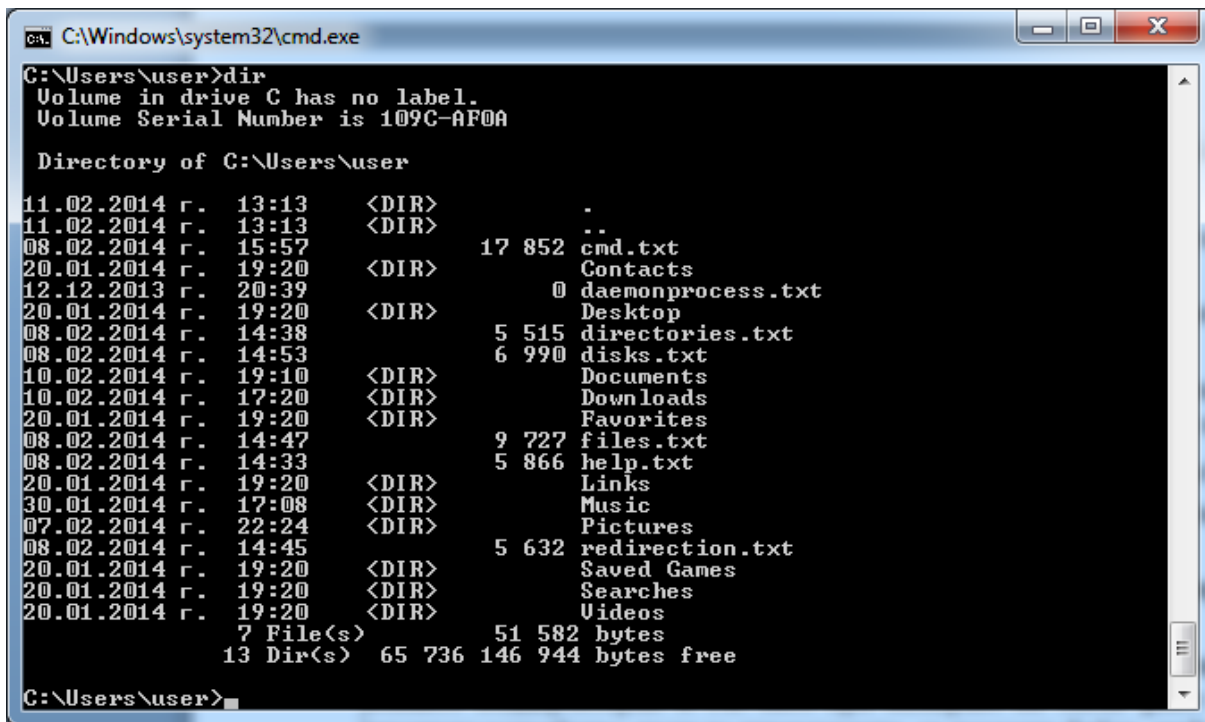 C:\Windows\system32\cmd.exe
C:\Users\user>dir
 Volume in drive C has no label.
 Volume Serial Number is 109C-AF0A

 Directory of C:\Users\user

11.02.2014 г.  13:13    <DIR>          .
11.02.2014 г.  13:13    <DIR>          ..
08.02.2014 г.  15:57            17 852 cmd.txt
20.01.2014 г.  19:20    <DIR>          Contacts
12.12.2013 г.  20:39                 0 daemonprocess.txt
20.01.2014 г.  19:20    <DIR>          Desktop
08.02.2014 г.  14:38             5 515 directories.txt
08.02.2014 г.  14:53             6 990 disks.txt
10.02.2014 г.  19:10    <DIR>          Documents
10.02.2014 г.  17:20    <DIR>          Downloads
20.01.2014 г.  19:20    <DIR>          Favorites
08.02.2014 г.  14:47             9 727 files.txt
08.02.2014 г.  14:33             5 866 help.txt
20.01.2014 г.  19:20    <DIR>          Links
30.01.2014 г.  17:08    <DIR>          Music
07.02.2014 г.  22:24    <DIR>          Pictures
08.02.2014 г.  14:45             5 632 redirection.txt
20.01.2014 г.  19:20    <DIR>          Saved Games
20.01.2014 г.  19:20    <DIR>          Searches
20.01.2014 г.  19:20    <DIR>          Videos
               7 File(s)         51 582 bytes
              13 Dir(s)  65 736 146 944 bytes free

C:\Users\user>